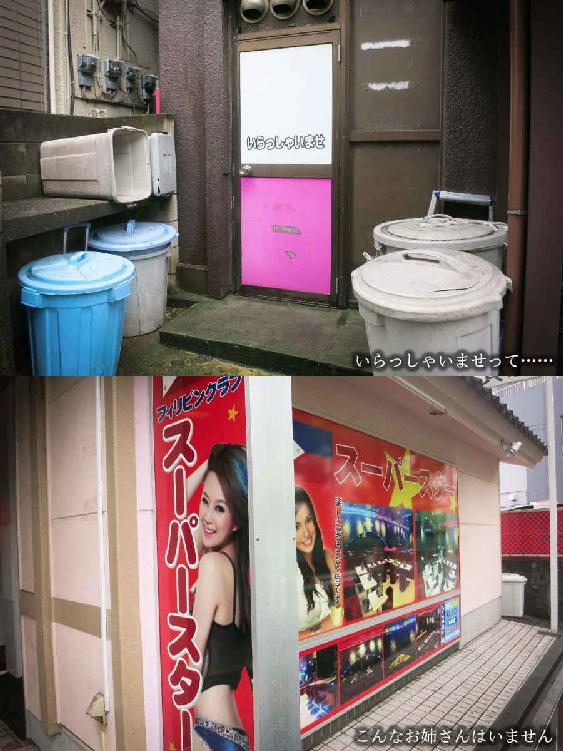 いらっしゃいませ
いらっしゃいませって……
フィリピンクラブ
スーパースター
スーパースター
こんなお姉さんはいません